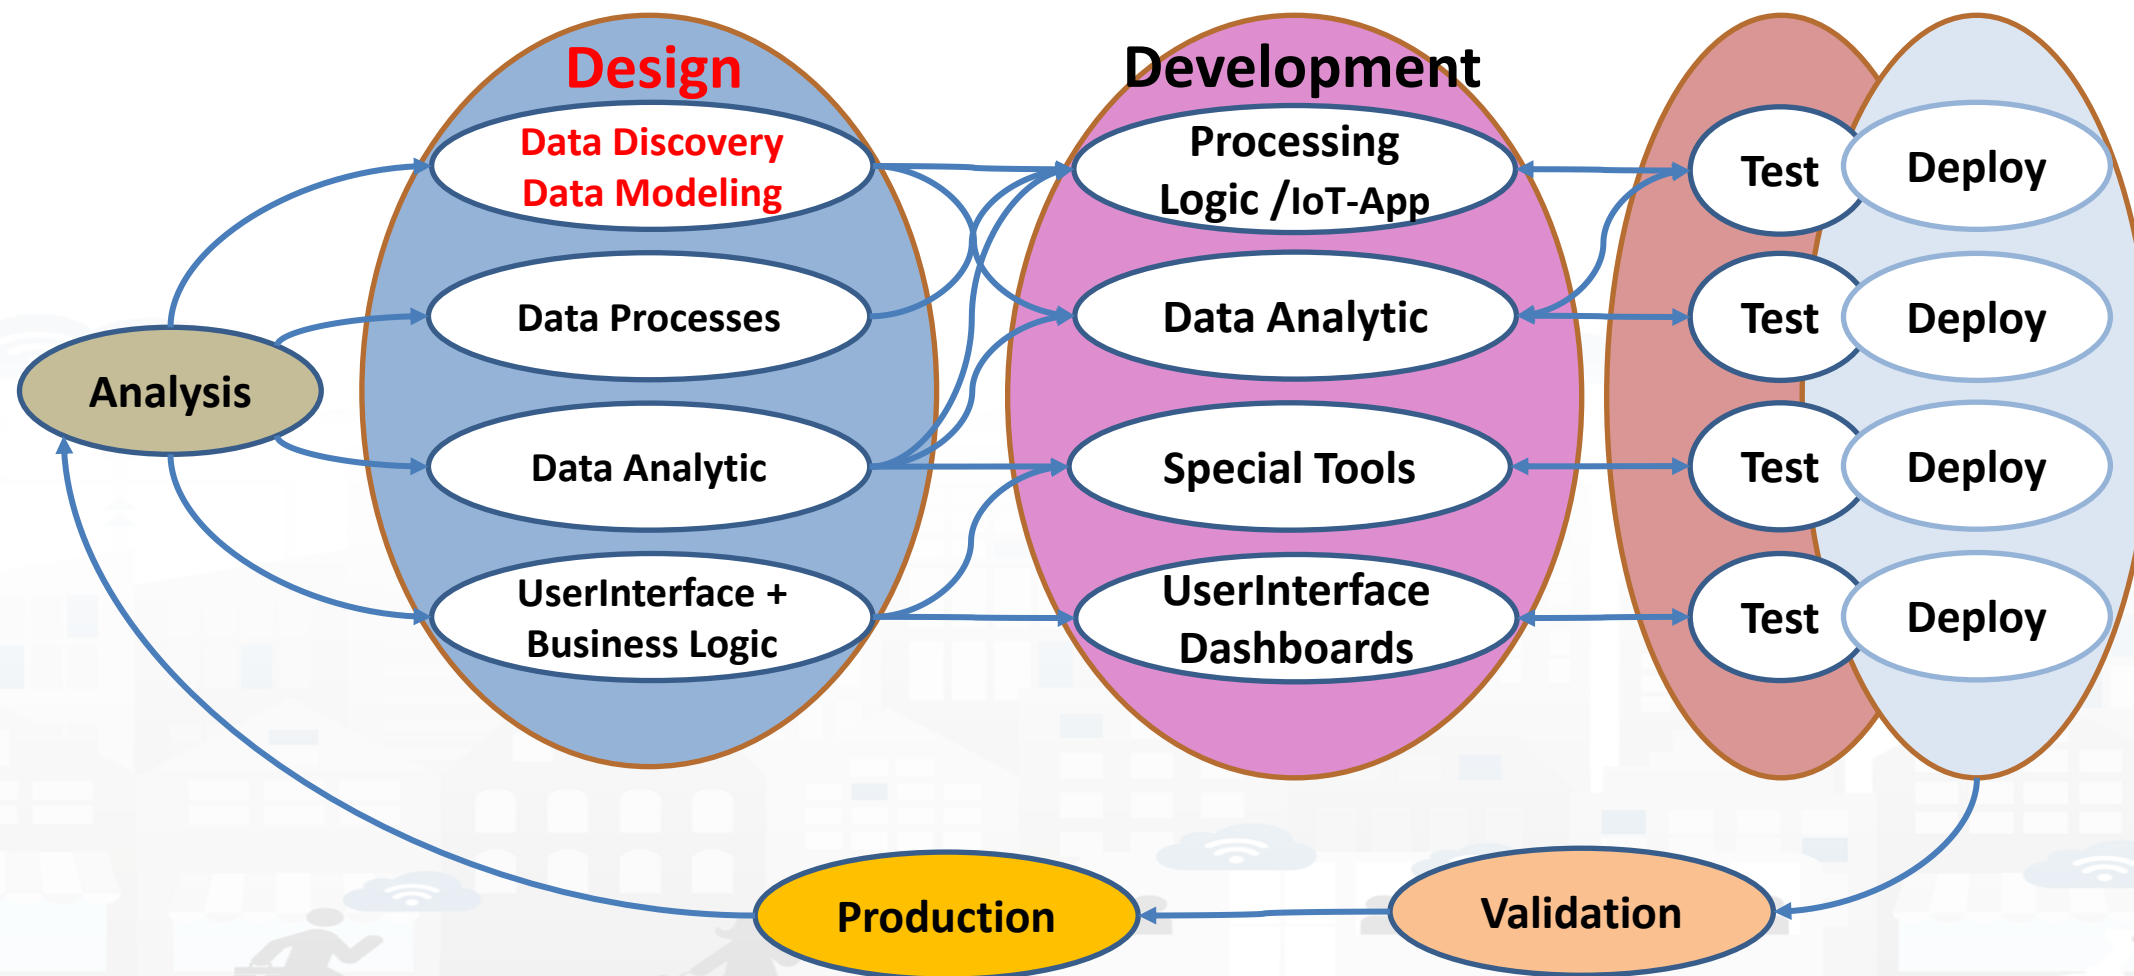 Design
Development
Data Discovery
Data Modeling
Processing
Logic /IoT-App
Test
Deploy
Data Processes
Data Analytic
Test
Deploy
Analysis
Data Analytic
Special Tools
Test
Deploy
UserInterface +
Business Logic
UserInterface
Dashboards
Test
Deploy
Production
Validation